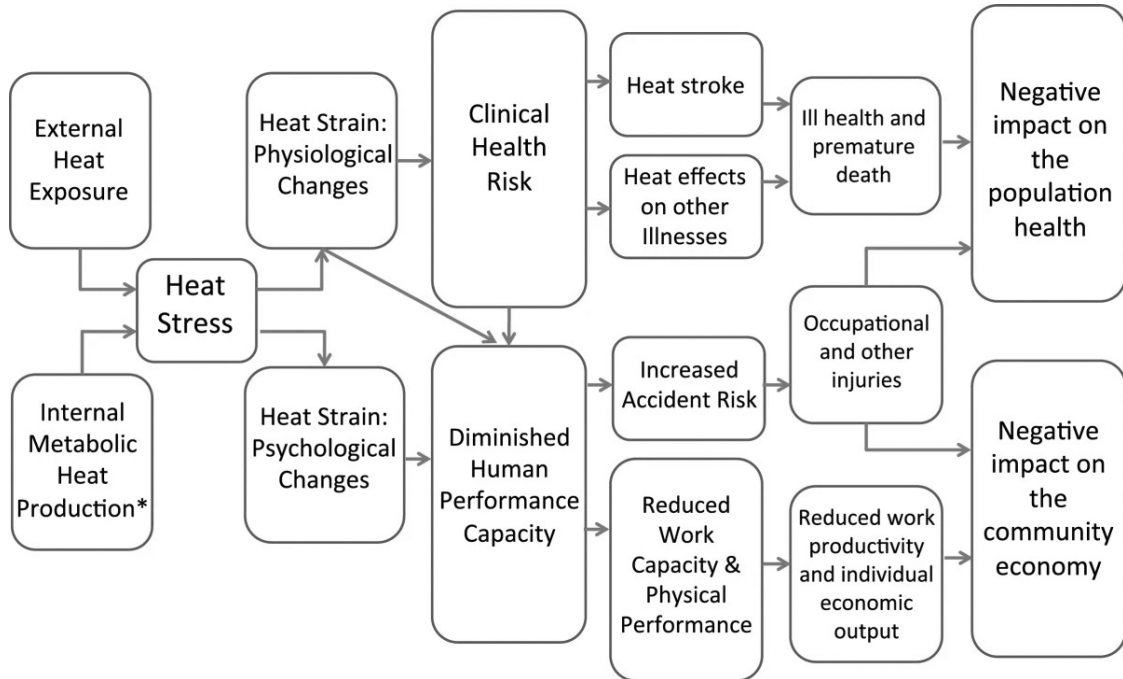 External
Heat
Exposure
Internal
Metabolic
Heat
Production*
Heat
Stress
Heat Strain:
Physiological
Changes
Heat Strain:
Psychological
Changes
Clinical
Health
Risk
Diminished
Human
Performance
Capacity
Heat stroke
Heat effects
on other
Illnesses
Increased
Accident Risk
Reduced
Work
Capacity &
Physical
Performance
Ill health and
premature
death
Occupational
and other
injuries
Reduced work
productivity
and individual
economic
output
Negative
impact on
the
population
health
Negative
impact on
the
community
economy